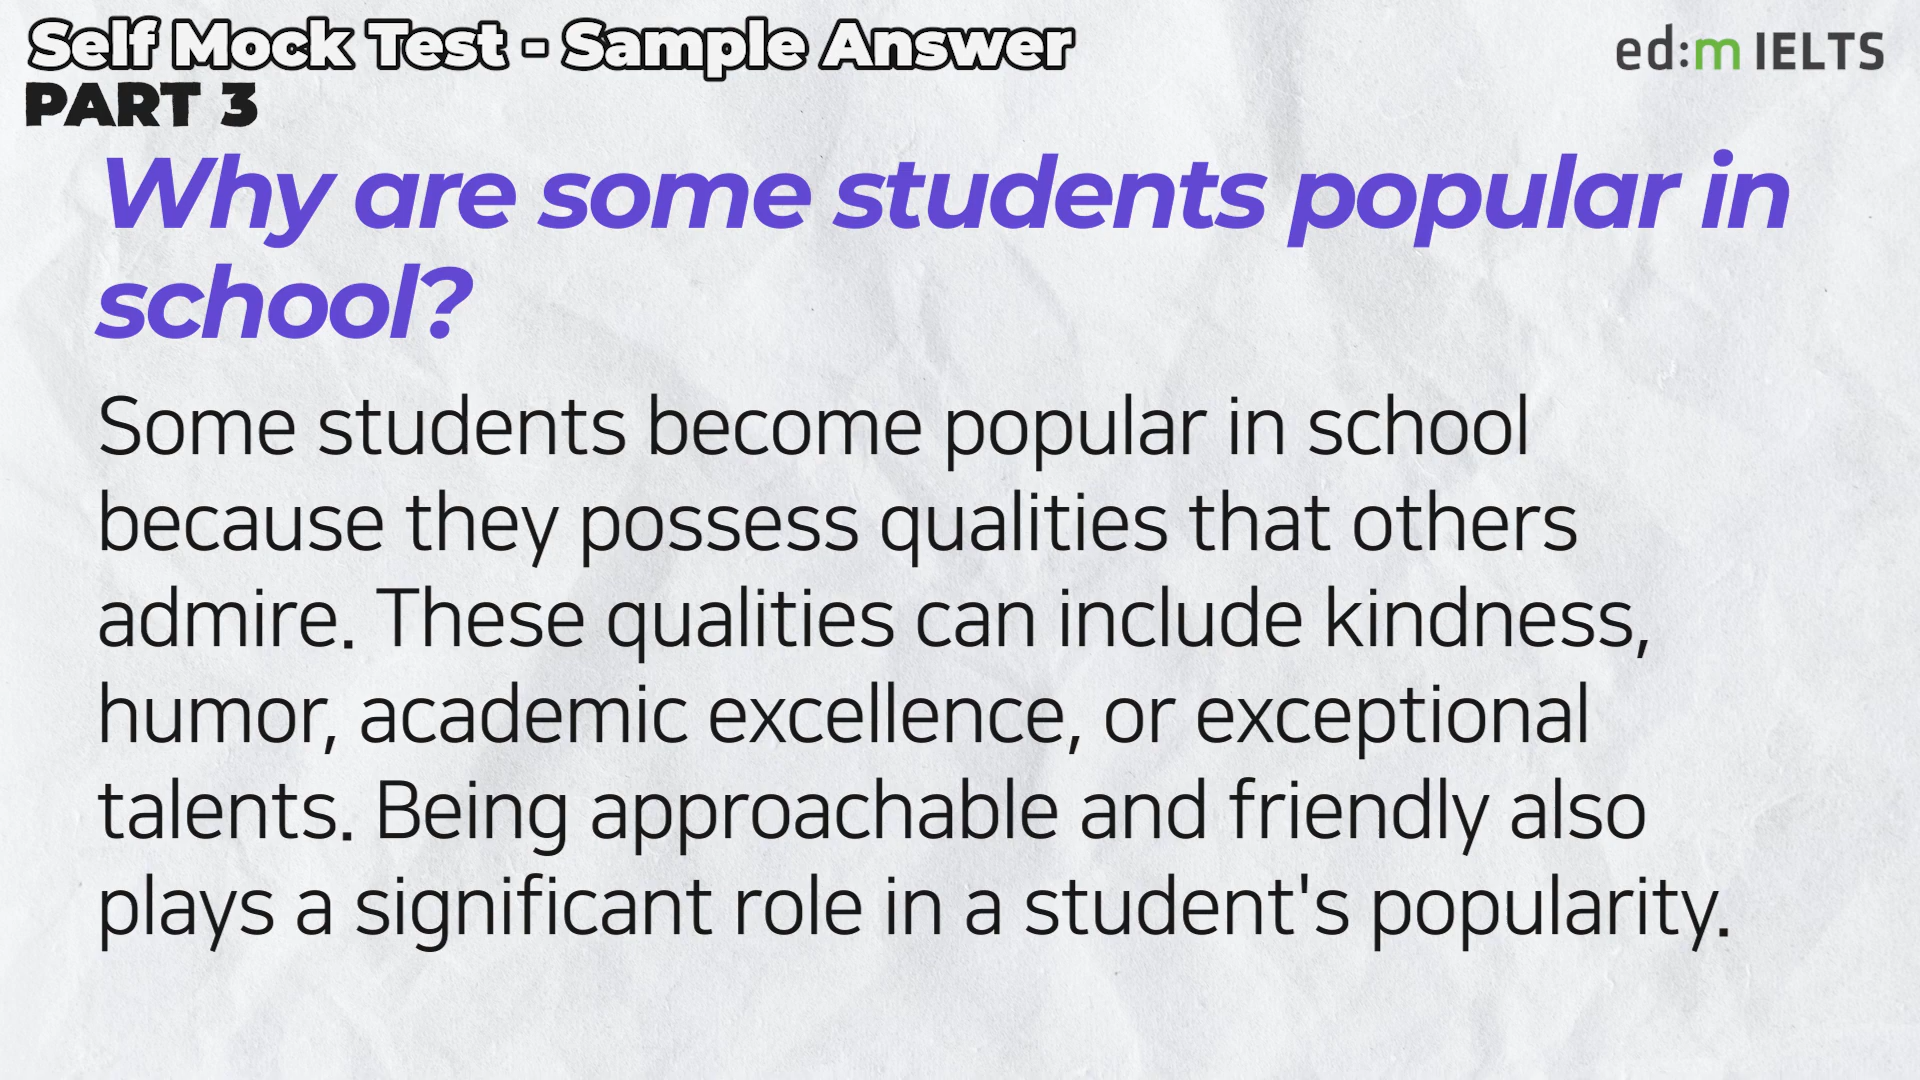 Self Mock Test - Sample Answer
ed:m IELTS
PART 3
Why are some students popular in
school?
Some students become popular in school
because they possess qualities that others
admire. These qualities can include kindness,
humor, academic excellence, or exceptional
talents. Being approachable and friendly also
plays a significant role in a student's popularity.